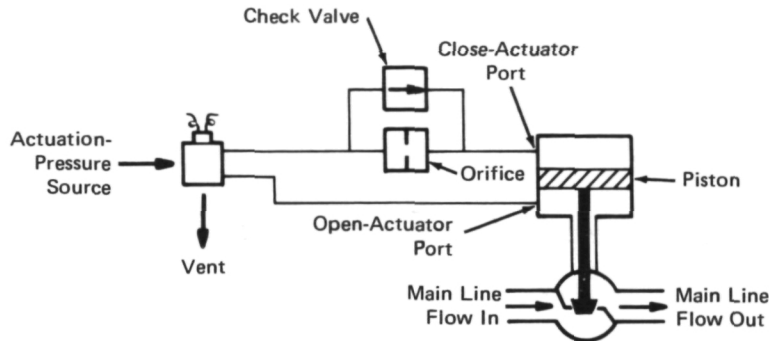 Check Valve
Close-Actuator
Port
Actuation-
Pressure
Source
Orifice
Piston
Open-Actuator
Port
Vent
Main Line
Flow In
Main Line
Flow Out